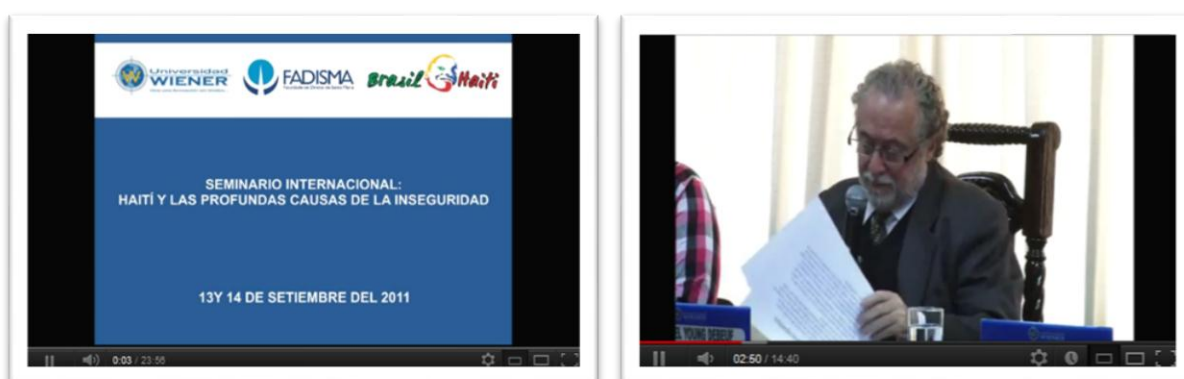 Universidad
WIENER
FADISMA
Brasil Haiti
SEMINARIO INTERNACIONAL:
HAITÍ Y LAS PROFUNDAS CAUSAS DE LA INSEGURIDAD
13Y 14 DE SETIEMBRE DEL 2011
0:03 / 23:56
YOUNG
02:50 / 14:40